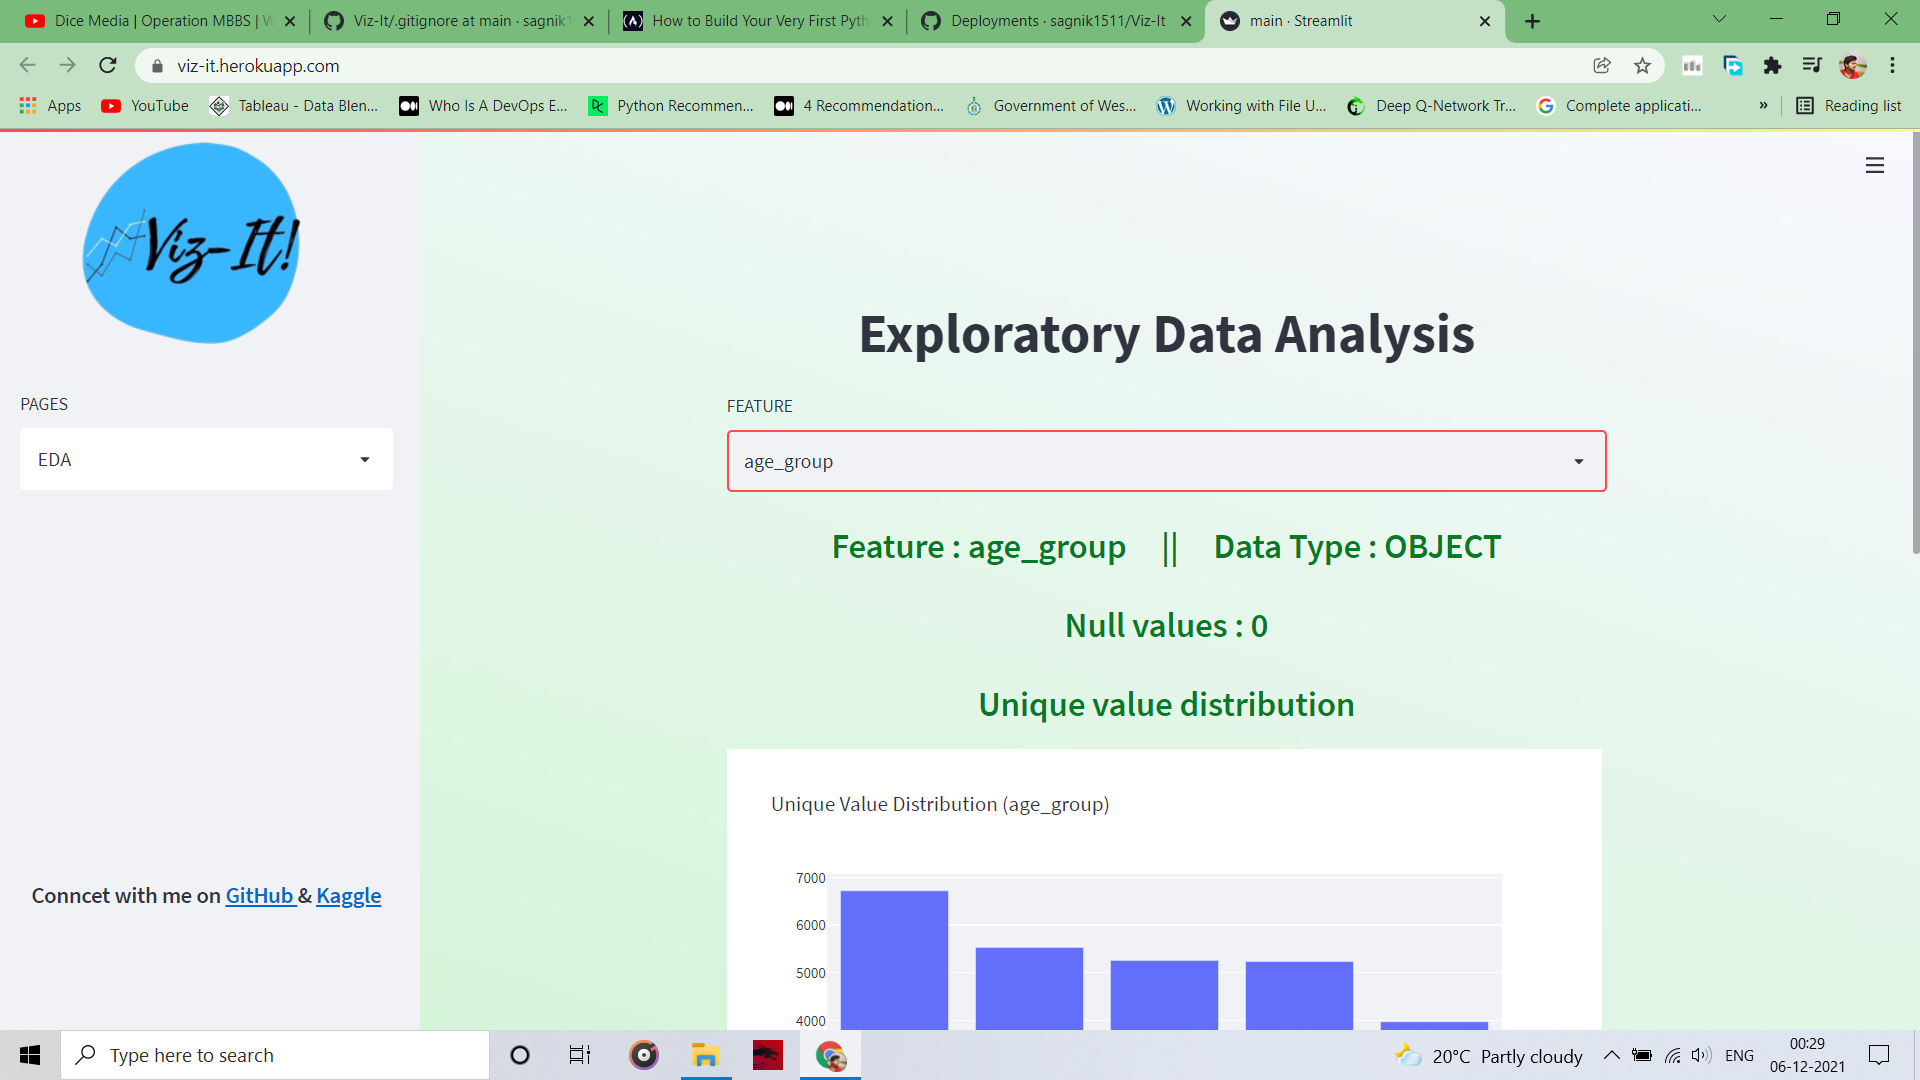 Dice Media | Operation MBBS | W
Viz-It/.gitignore at main · sagnik1
How to Build Your Very First Pyth
Deployments · sagnik1511/Viz-It
main · Streamlit
viz-it.herokuapp.com
Apps
YouTube
Tableau - Data Blen...
Who Is A DevOps E...
Python Recommen...
4 Recommendation...
Government of Wes...
Working with File U...
Deep Q-Network Tr...
Complete applicati...
»
Reading list
Viz-It!
PAGES
EDA
Conncet with me on GitHub & Kaggle
Exploratory Data Analysis
FEATURE
age_group
Feature : age_group || Data Type : OBJECT
Null values : 0
Unique value distribution
Unique Value Distribution (age_group)
7000
6000
5000
4000
Type here to search
20°C Partly cloudy
ENG
00:29
06-12-2021